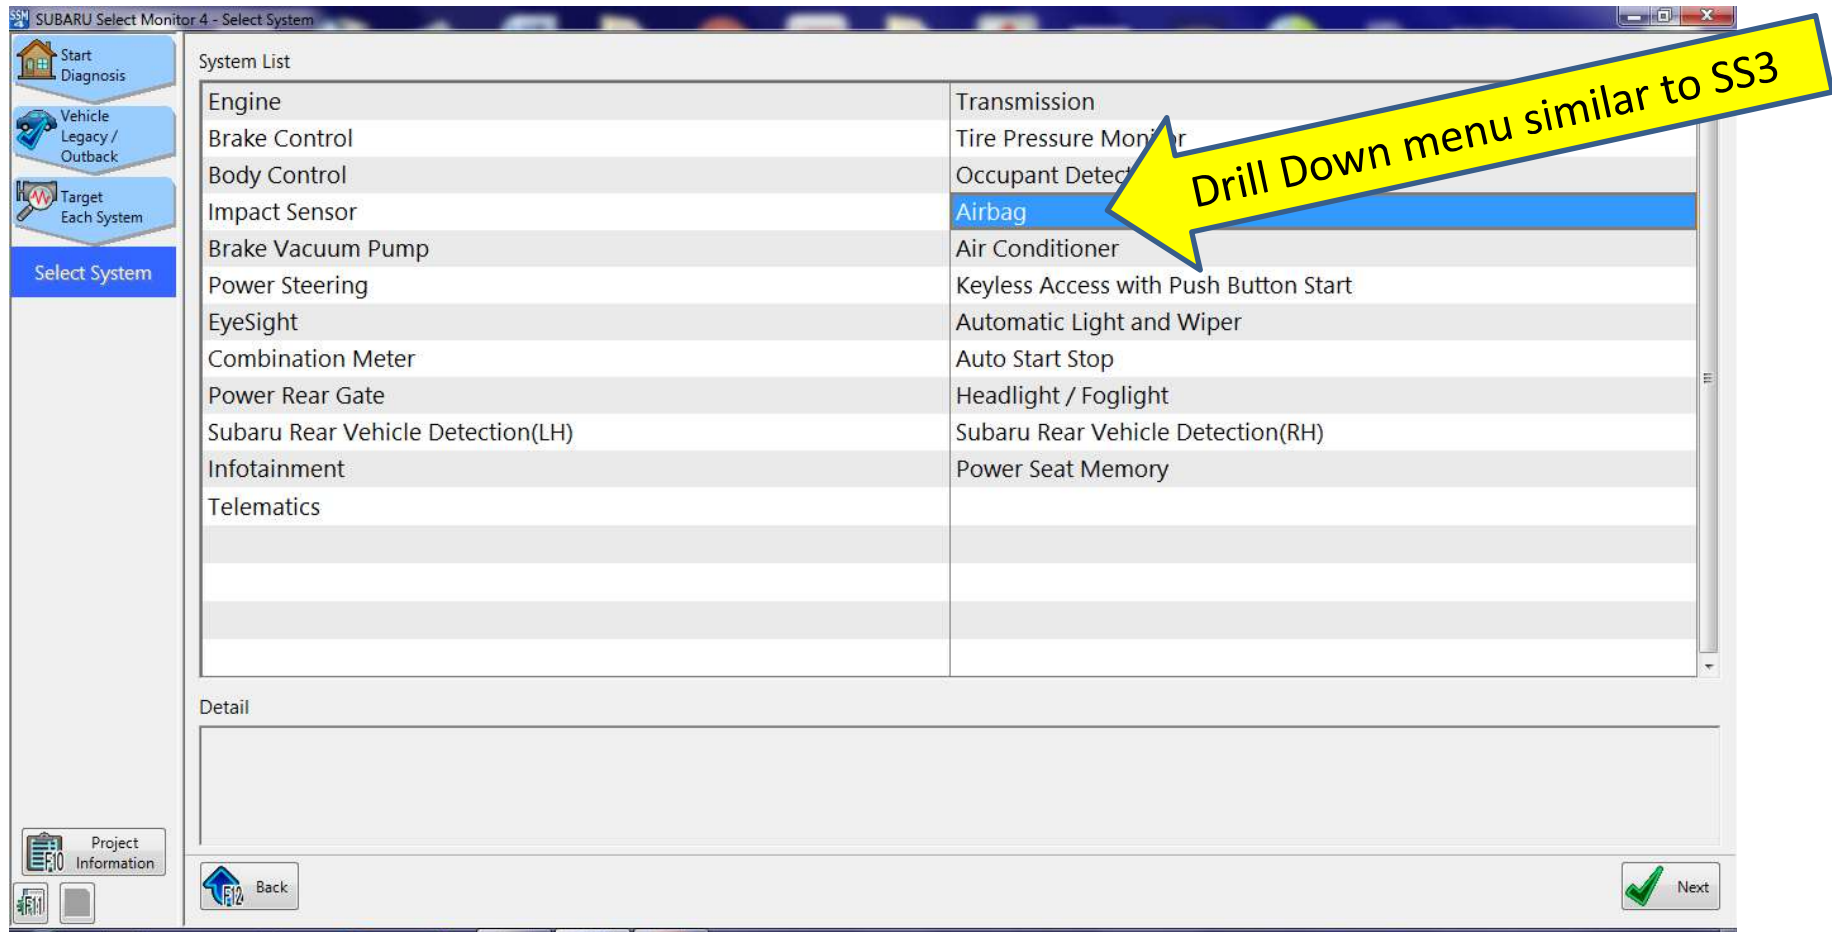 SSM
4
SUBARU Select Monitor 4 - Select System
Start
Diagnosis
Vehicle
Legacy /
Outback
Target
Each System
Select System
System List
Engine
Transmission
Brake Control
Tire Pressure Monitor
Body Control
Occupant Detect
Impact Sensor
Airbag
Brake Vacuum Pump
Air Conditioner
Power Steering
Keyless Access with Push Button Start
EyeSight
Automatic Light and Wiper
Combination Meter
Auto Start Stop
Power Rear Gate
Headlight / Foglight
Subaru Rear Vehicle Detection(LH)
Subaru Rear Vehicle Detection(RH)
Infotainment
Power Seat Memory
Telematics
Drill Down menu similar to SS3
Detail
F10
Project
Information
F11
F12
Back
Next